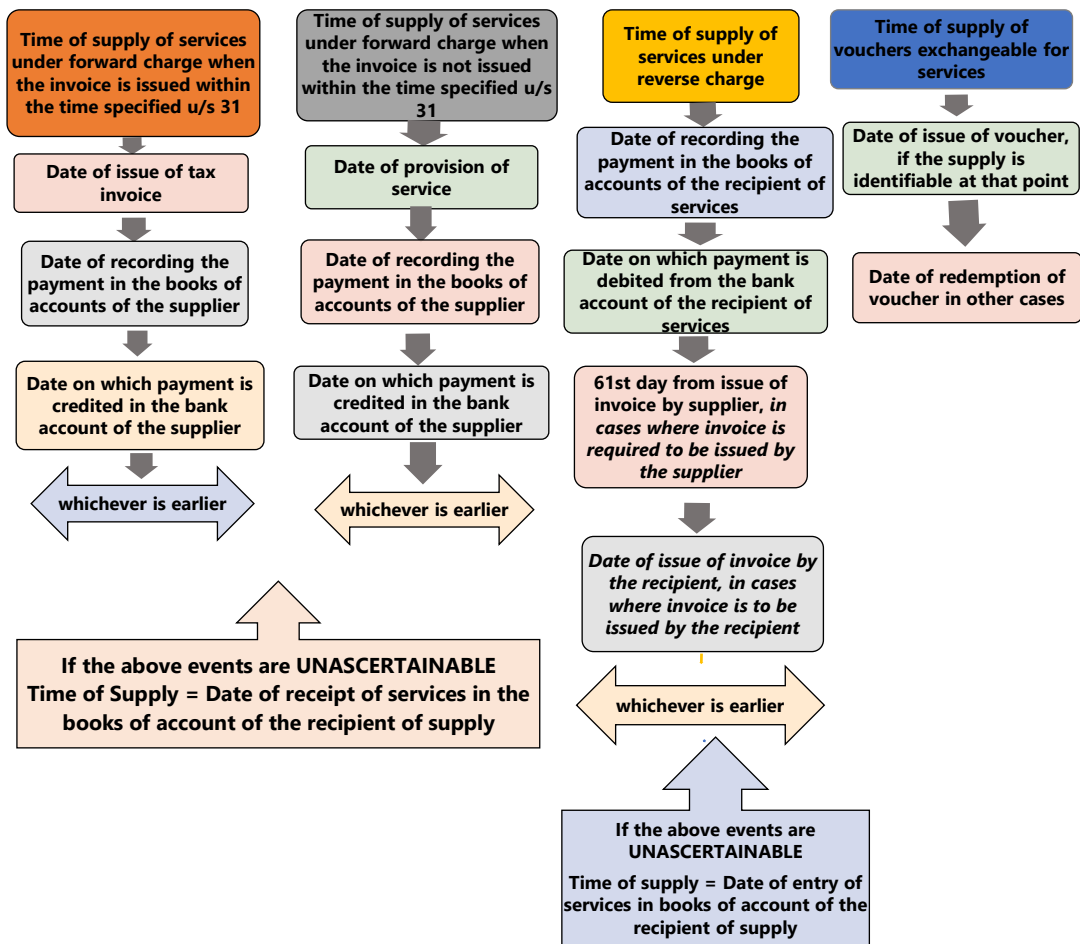 Time of supply of services
under forward charge when
the invoice is issued within
the time specified u/s 31
Date of issue of tax
invoice
Date of recording the
payment in the books of
accounts of the supplier
Date on which payment is
credited in the bank
account of the supplier
whichever is earlier
Time of supply of services
under forward charge when
the invoice is not issued
within the time specified u/s
31
Date of provision of
service
Date of recording the
payment in the books of
accounts of the supplier
Date on which payment is
credited in the bank
account of the supplier
whichever is earlier
If the above events are UNASCERTAINABLE
Time of Supply = Date of receipt of services in the
books of account of the recipient of supply
Time of supply of
services under
reverse charge
Date of recording the
payment in the books of
accounts of the recipient of
services
Date on which payment is
debited from the bank
account of the recipient of
services
61st day from issue of
invoice by supplier, in
cases where invoice is
required to be issued by
the supplier
Date of issue of invoice by
the recipient, in cases
where invoice is to be
issued by the recipient
whichever is earlier
If the above events are
UNASCERTAINABLE
Time of supply = Date of entry of
services in books of account of the
recipient of supply
Time of supply of
vouchers exchangeable for
services
Date of issue of voucher,
if the supply is
identifiable at that point
Date of redemption of
voucher in other cases